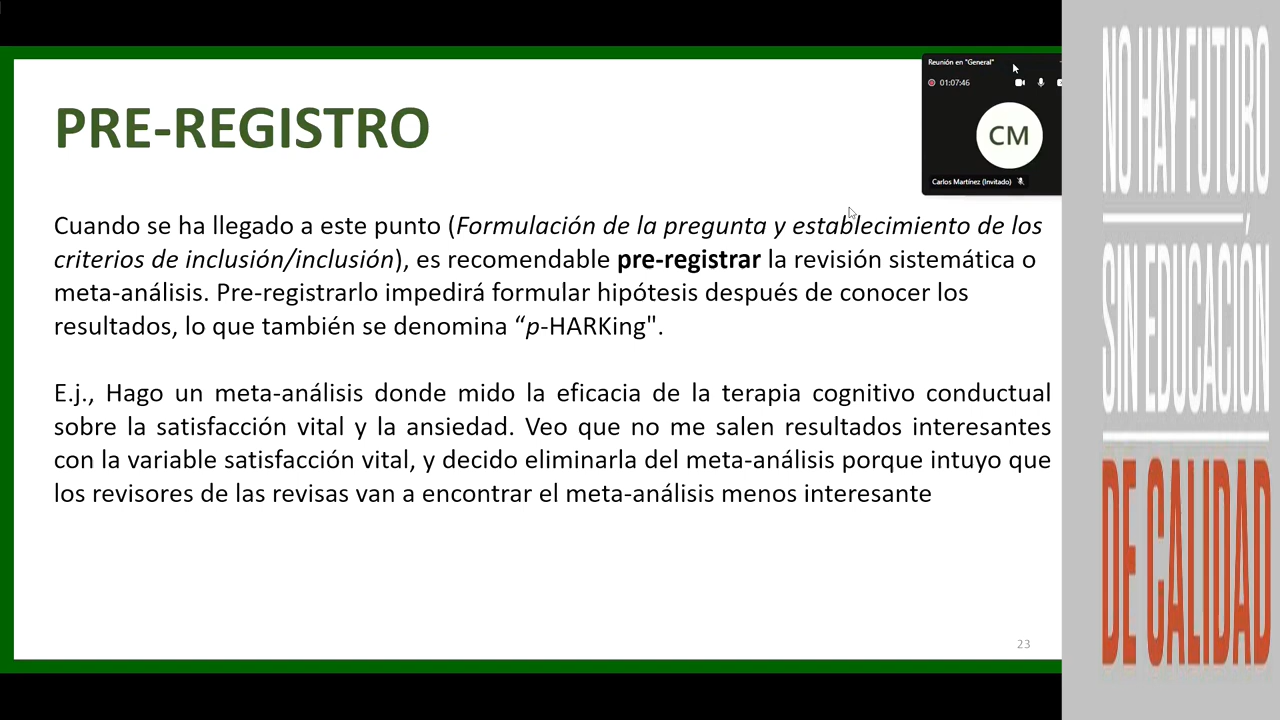 PRE-REGISTRO
Reunión en "General"
01:07:46
CM
Carlos Martínez (Invitado)
Cuando se ha llegado a este punto (Formulación de la pregunta y establecimiento de los
criterios de inclusión/inclusión), es recomendable pre-registrar la revisión sistemática o
meta-análisis. Pre-registrarlo impedirá formular hipótesis después de conocer los
resultados, lo que también se denomina “p-HARKing".
E.j., Hago un meta-análisis donde mido la eficacia de la terapia cognitivo conductual
sobre la satisfacción vital y la ansiedad. Veo que no me salen resultados interesantes
con la variable satisfacción vital, y decido eliminarla del meta-análisis porque intuyo que
los revisores de las revisas van a encontrar el meta-análisis menos interesante
23
NO HAY FUTURO
SIN EDUCACIÓN
DE CALIDAD